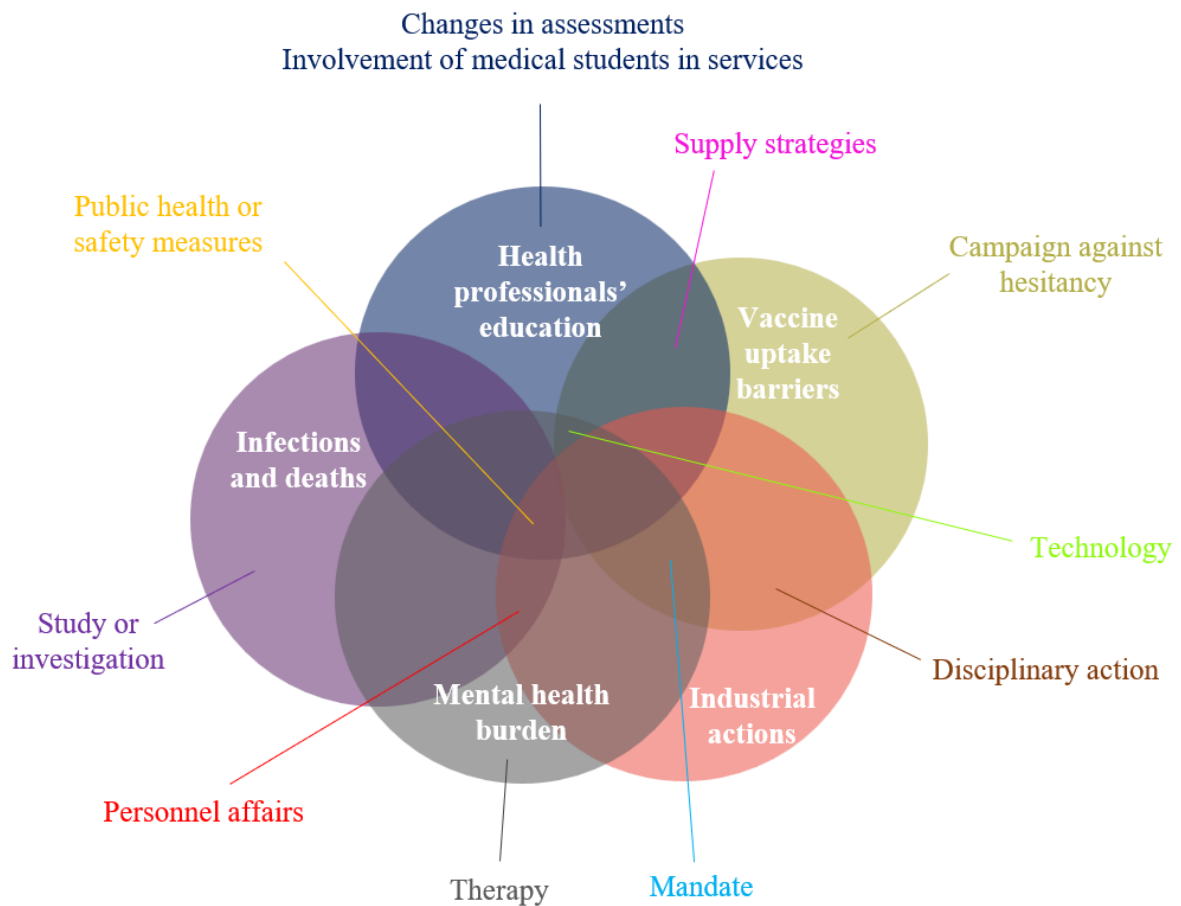 Changes in assessments
Involvement of medical students in services
Supply strategies
Public health or
safety measures
Campaign against
hesitancy
Health
professionals’
education
Vaccine
uptake
barriers
Infections
and deaths
Technology
Study or
investigation
Disciplinary action
Mental health
burden
Industrial
actions
Personnel affairs
Therapy
Mandate